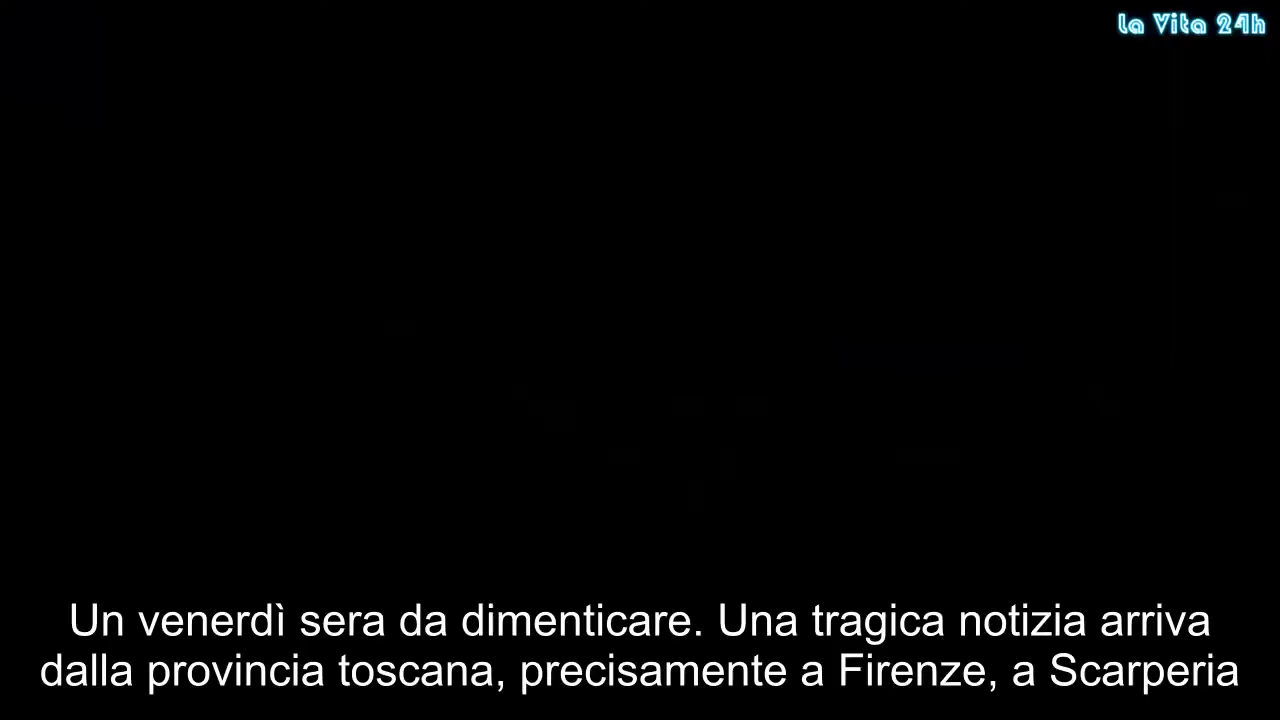 la Vita 24h
Un venerdì sera da dimenticare. Una tragica notizia arriva
dalla provincia toscana, precisamente a Firenze, a Scarperia